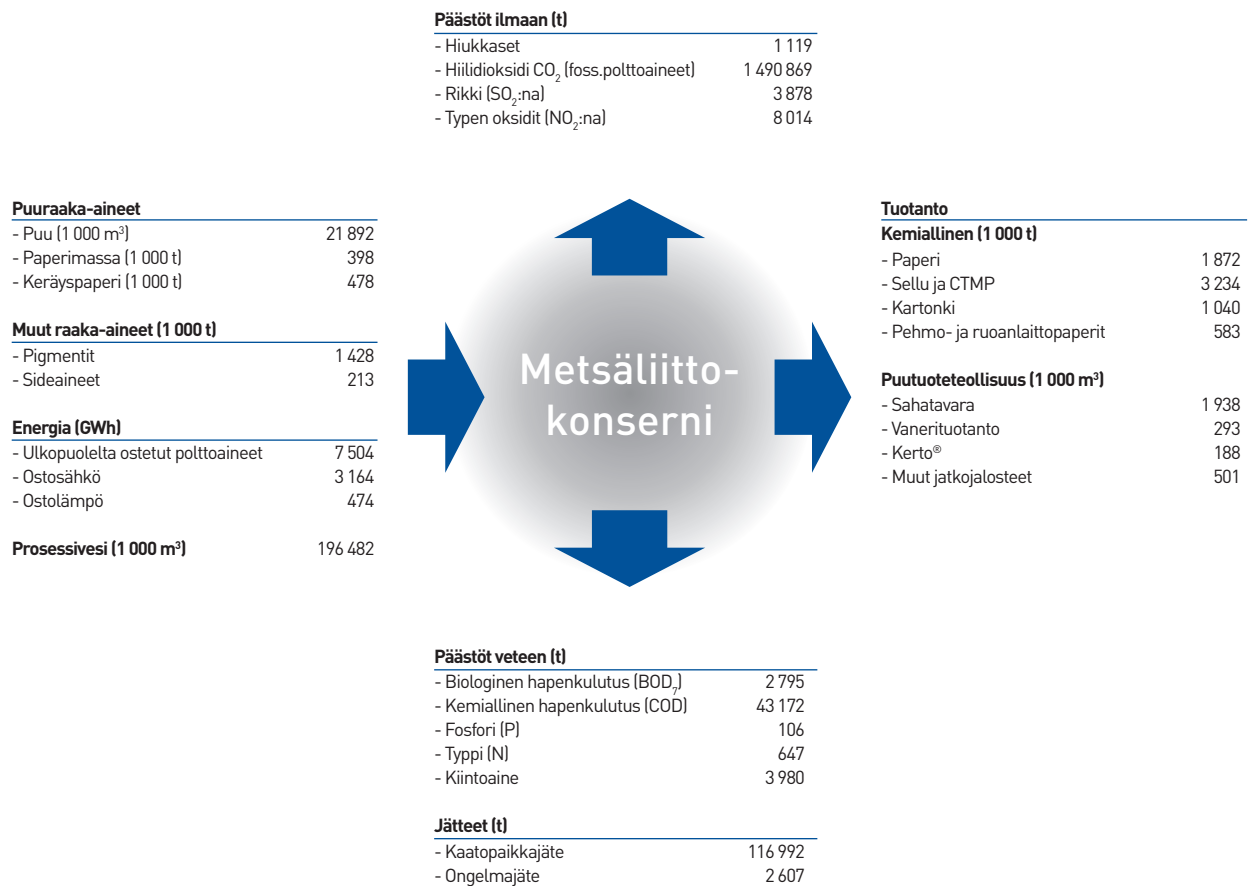 Päästöt ilmaan (t)
- Hiukkaset 1 119
- Hiilidioksidi CO₂ (foss.polttoaineet) 1 490 869
- Rikki (SO₂:na) 3 878
- Typen oksidit (NO₂:na) 8 014
Puuraaka-aineet
- Puu (1 000 m³) 21 892
- Paperimassa (1 000 t) 398
- Keräyspaperi (1 000 t) 478
Muut raaka-aineet (1 000 t)
- Pigmentit 1 428
- Sideaineet 213
Energia (GWh)
- Ulkopuolelta ostetut polttoaineet 7 504
- Ostosähkö 3 164
- Ostolämpö 474
Prosessivesi (1 000 m³) 196 482
Metsäliitto-
konserni
Tuotanto
Kemiallinen (1 000 t)
- Paperi 1 872
- Sellu ja CTMP 3 234
- Kartonki 1 040
- Pehmo- ja ruoanlaittopaperit 583
Puutuoteteollisuus (1 000 m³)
- Sahatavara 1 938
- Vanerituotanto 293
- Kerto® 188
- Muut jatkojalosteet 501
Päästöt veteen (t)
- Biologinen hapenkulutus (BOD₇) 2 795
- Kemiallinen hapenkulutus (COD) 43 172
- Fosfori (P) 106
- Typpi (N) 647
- Kiintoaine 3 980
Jätteet (t)
- Kaatopaikkajäte 116 992
- Ongelmajäte 2 607